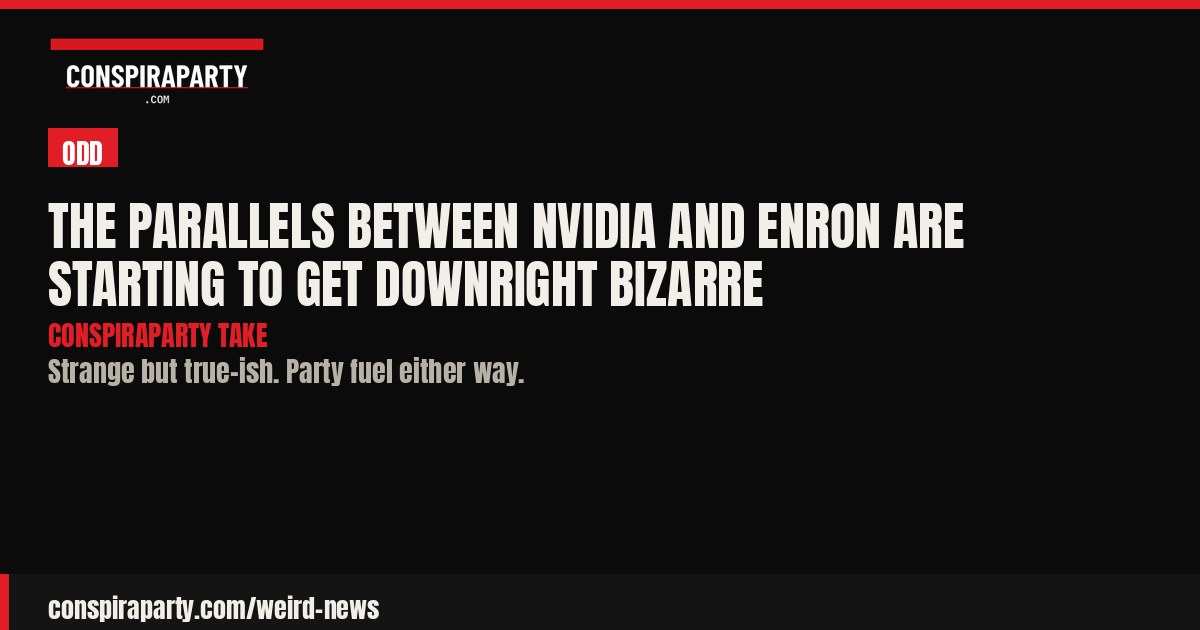 CONSPIRAPARTY
.COM
ODD
THE PARALLELS BETWEEN NVIDIA AND ENRON ARE
STARTING TO GET DOWNRIGHT BIZARRE
CONSPIRAPARTY TAKE
Strange but true-ish. Party fuel either way.
conspiraparty.com/weird-news